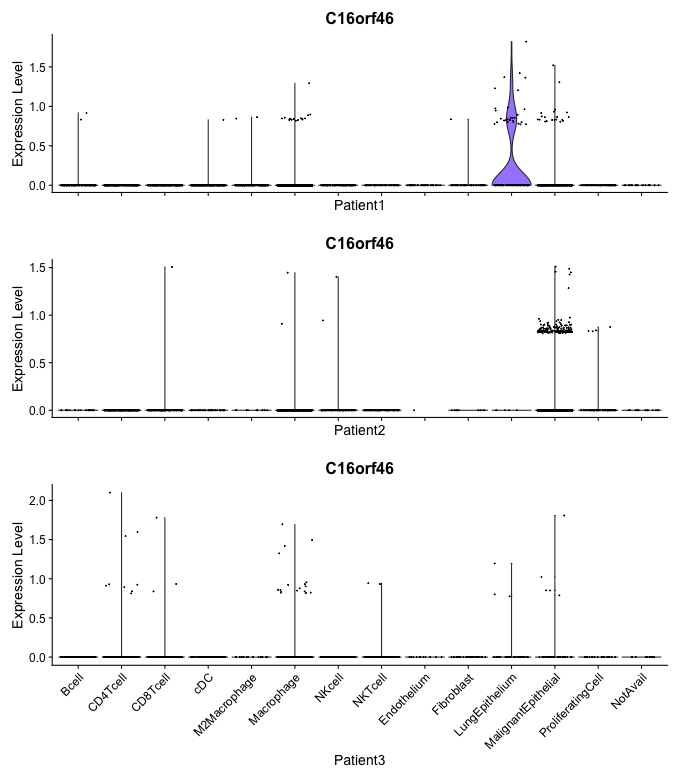 C16orf46
Expression Level
1.5
1.0
0.5
0.0
Patient1
C16orf46
Expression Level
1.5
1.0
0.5
0.0
Patient2
C16orf46
Expression Level
2.0
1.5
1.0
0.5
0.0
Bcell
CD4Tcell
CD8Tcell
cDC
M2Macrophage
Macrophage
NKcell
NKTcell
Endothelium
Fibroblast
LungEpithelium
MalignantEpithelial
ProliferatingCell
NotAvail
Patient3